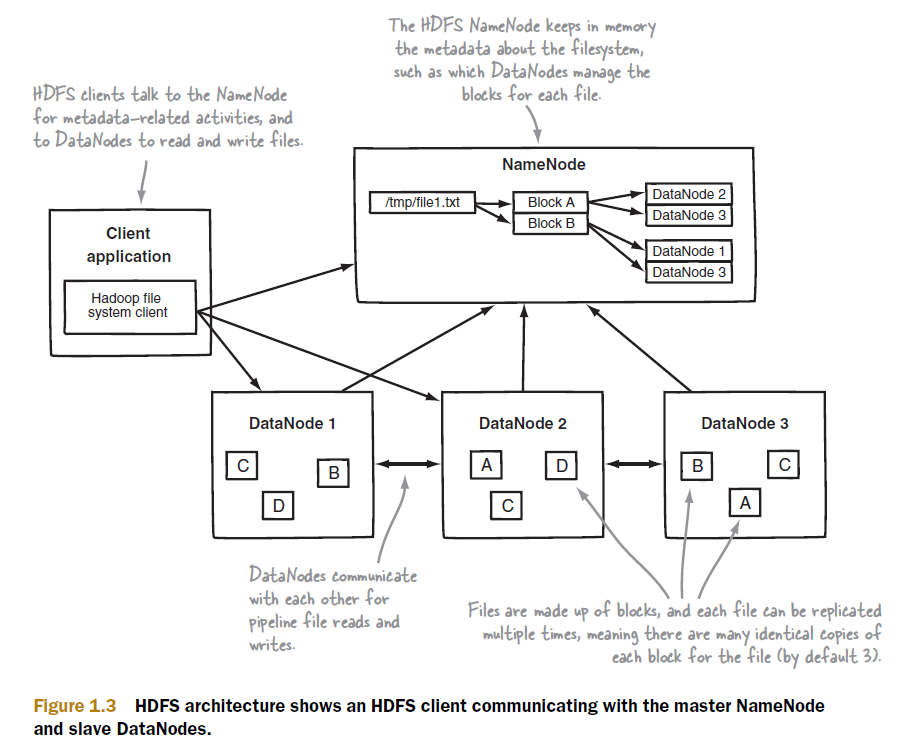 The HDFS NameNode keeps in memory
the metadata about the filesystem,
such as which DataNodes manage the
blocks for each file.
HDFS clients talk to the NameNode
for metadata-related activities, and
to DataNodes to read and write files.
NameNode
/tmp/file1.txt
Block A
Block B
DataNode 2
DataNode 3
DataNode 1
DataNode 3
Client
application
Hadoop file
system client
DataNode 1
C
B
D
DataNode 2
A
D
C
DataNode 3
B
C
A
DataNodes communicate
with each other for
pipeline file reads and
writes.
Files are made up of blocks, and each file can be replicated
multiple times, meaning there are many identical copies of
each block for the file (by default 3).
Figure 1.3 HDFS architecture shows an HDFS client communicating with the master NameNode
and slave DataNodes.